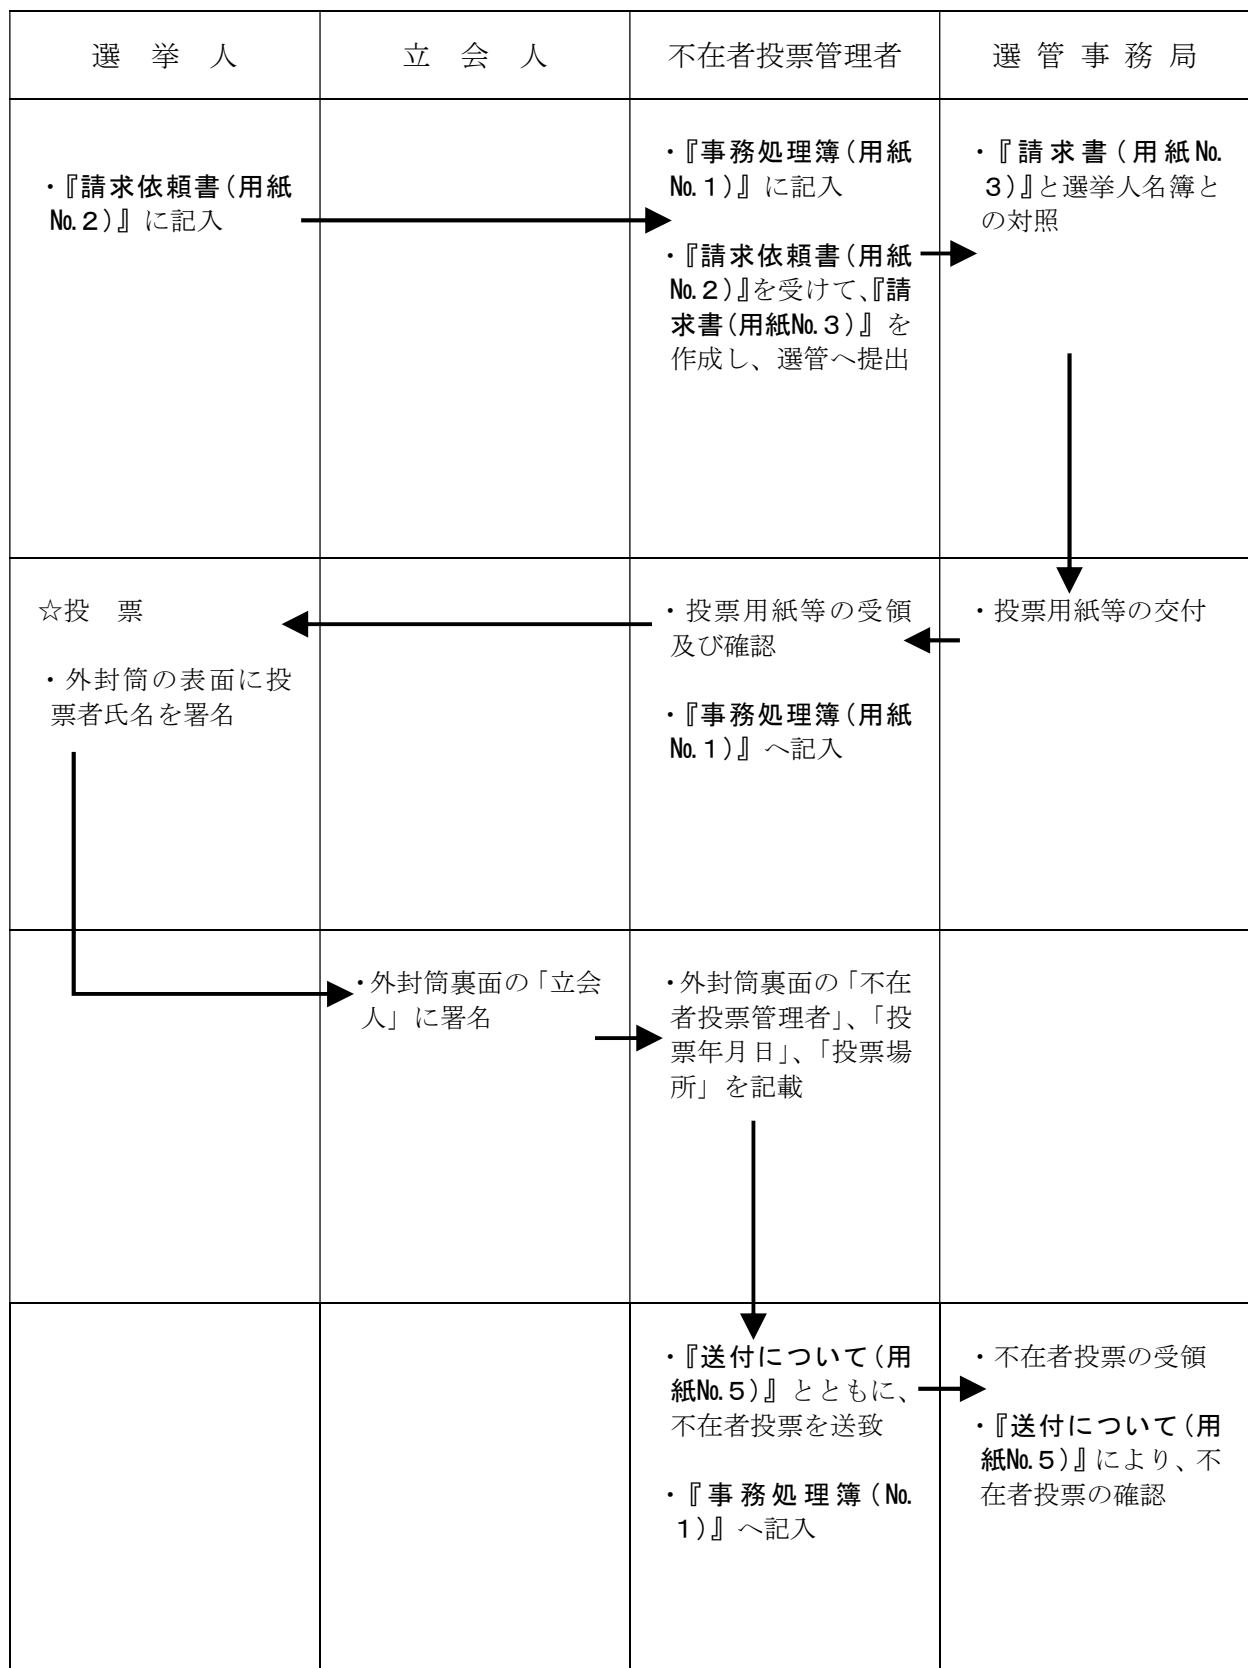 選 挙 人
立 会 人
不在者投票管理者
選 管 事 務 局
・『請求依頼書（用紙
№２）』に記入
・『事務処理簿（用紙
№１）』に記入
・『請求依頼書（用紙
№２）』を受けて、『請
求書（用紙№３）』を
作成し、選管へ提出
・『請求書（用紙№
３）』と選挙人名簿と
の対照
☆投 票
・外封筒の表面に投
票者氏名を署名
・投票用紙等の受領
及び確認
・『事務処理簿（用紙
№１）』へ記入
・投票用紙等の交付
・外封筒裏面の「立会
人」に署名
・外封筒裏面の「不在
者投票管理者」、「投
票年月日」、「投票場
所」を記載
・『送付について（用
紙№５）』とともに、
不在者投票を送致
・『事務処理簿（№
１）』へ記入
・不在者投票の受領
・『送付について（用
紙№５）』により、不
在者投票の確認